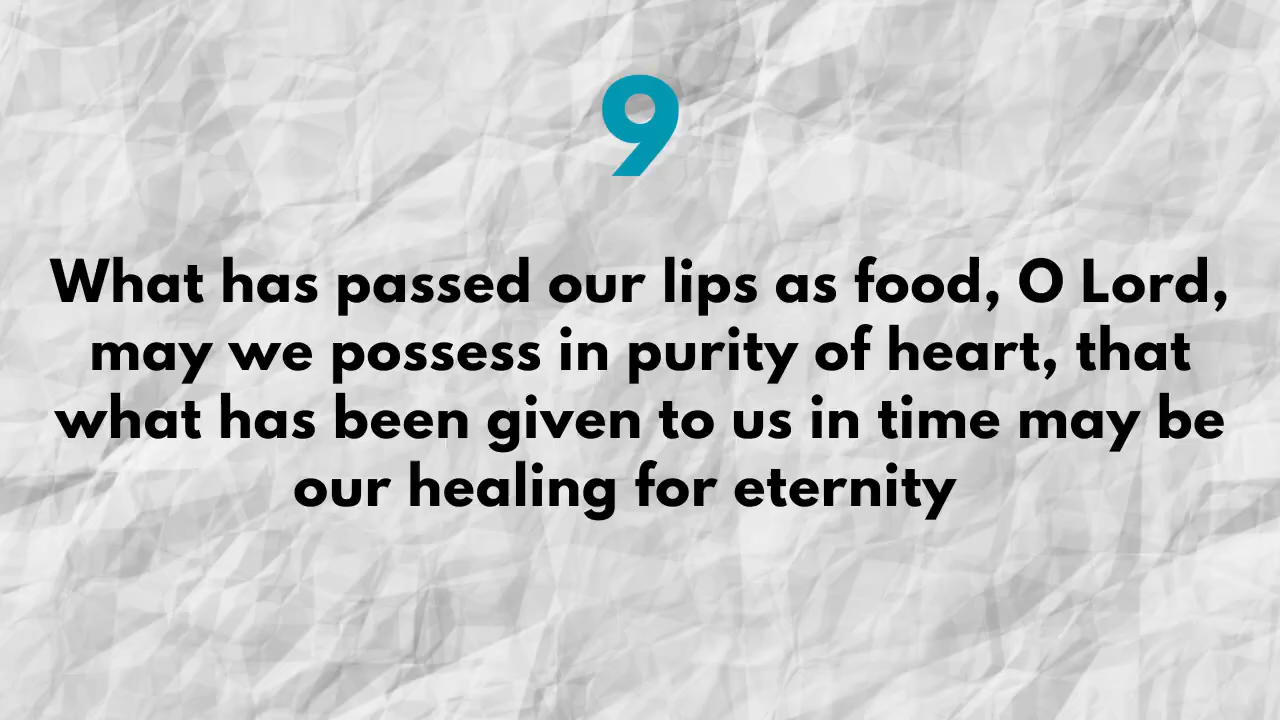 9
What has passed our lips as food, O Lord,
may we possess in purity of heart, that
what has been given to us in time may be
our healing for eternity